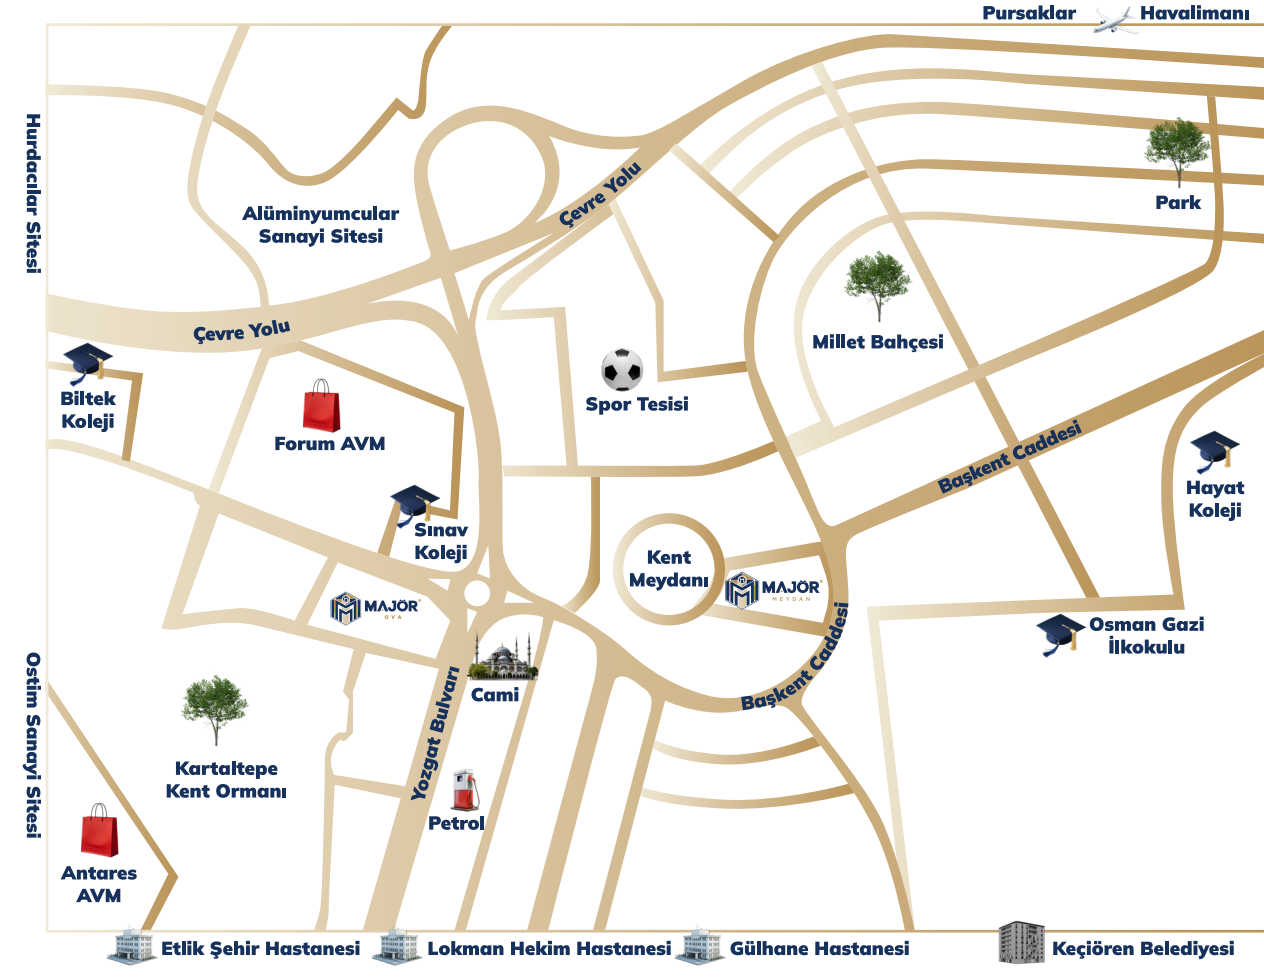 Pursaklar Havalimanı
Hurdacılar Sitesi
Çevre Yolu
Park
Alüminyumcular
Sanayi Sitesi
Çevre Yolu
Millet Bahçesi
Biltek
Koleji
Forum AVM
Spor Tesisi
Başkent Caddesi
Hayat
Koleji
Sınav
Koleji
Kent
Meydanı
MAJÖR
MEYDAN
MAJÖR
OVA
Osman Gazi
İlkokulu
Başkent Caddesi
Cami
Yozgat Bulvarı
Ostim Sanayi Sitesi
Kartaltepe
Kent Ormanı
Petrol
Antares
AVM
Etlik Şehir Hastanesi
Lokman Hekim Hastanesi
Gülhane Hastanesi
Keçiören Belediyesi